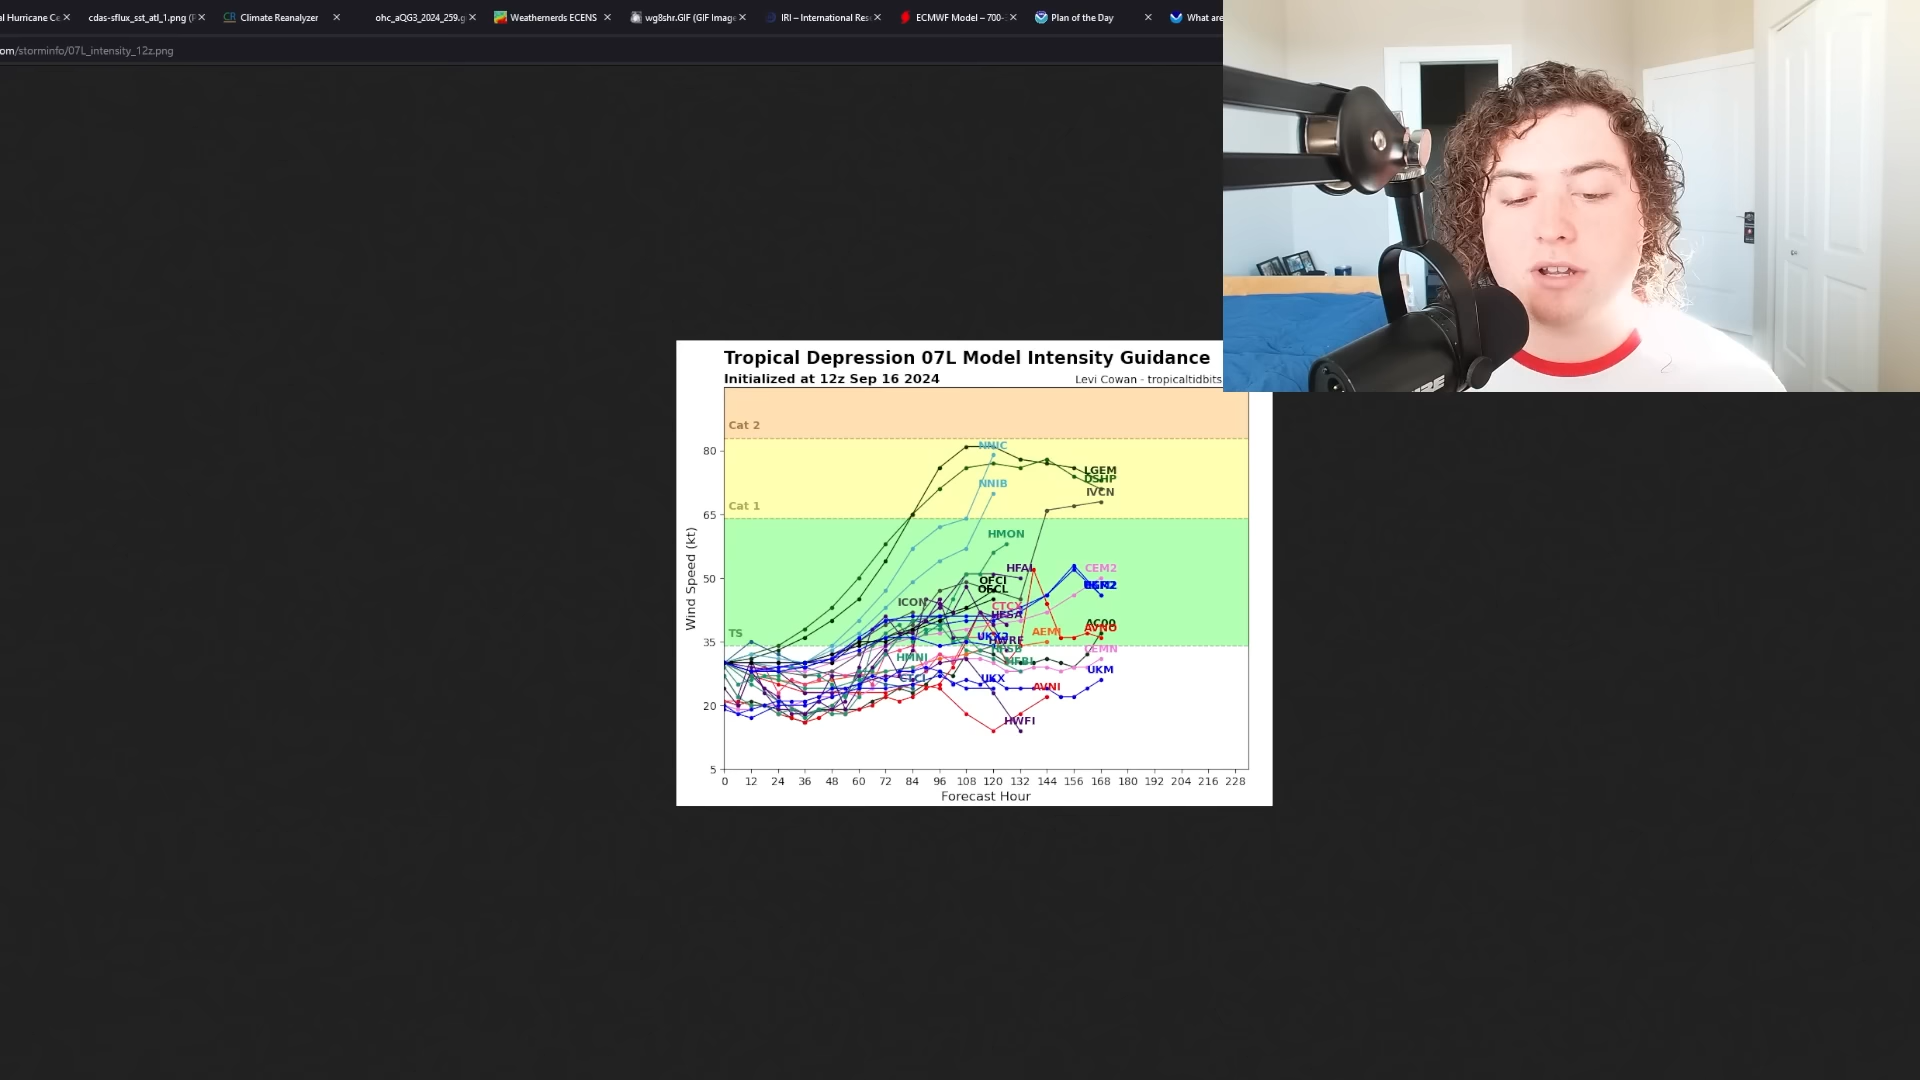 al Hurricane Ce
cdas-sflux_sst_atl_1.png (P
CR Climate Reanalyzer
ohc_aQG3_2024_259.g
Weathernerds ECENS
wg8shr.GIF (GIF Image
IRI – International Res
ECMWF Model – 700-
Plan of the Day
What are
om/storminfo/07L_intensity_12z.png
Tropical Depression 07L Model Intensity Guidance
Initialized at 12z Sep 16 2024
Levi Cowan - tropicaltidbits
Cat 2
NNIC
80
LGEM
DSHP
NNIB
IVCN
Cat 1
65
HMON
HFAI
CEM2
50
OFCI
OFCL
ICON
CTCX
HFSA
AC00
AVNO
TS
AEMI
35
UKX2
HWRF
HFSB
CEMN
HMNI
HFBI
UKM
CTCI
UKX
AVNI
20
HWFI
5
0 12 24 36 48 60 72 84 96 108 120 132 144 156 168 180 192 204 216 228
Wind Speed (kt)
Forecast Hour